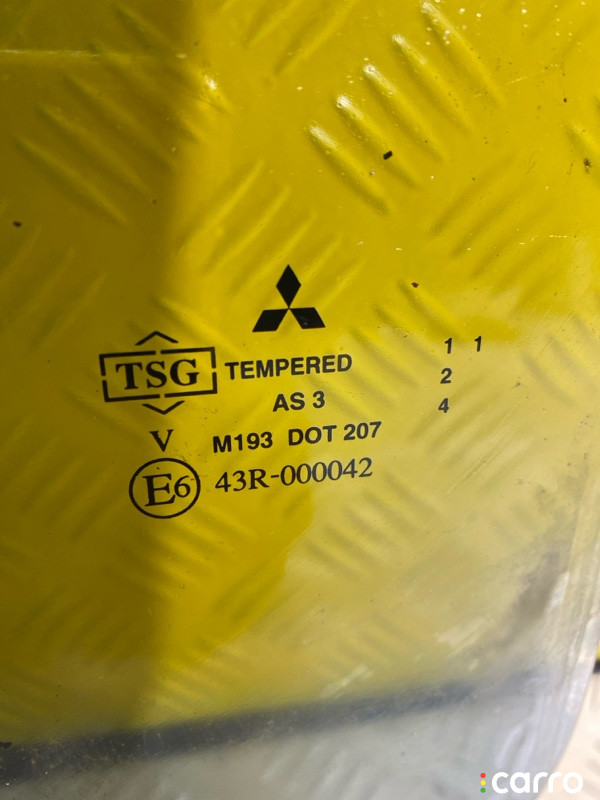 TSG TEMPERED 1 1
AS 3 2
V M193 DOT 207 4
E6 43R-000042
carro